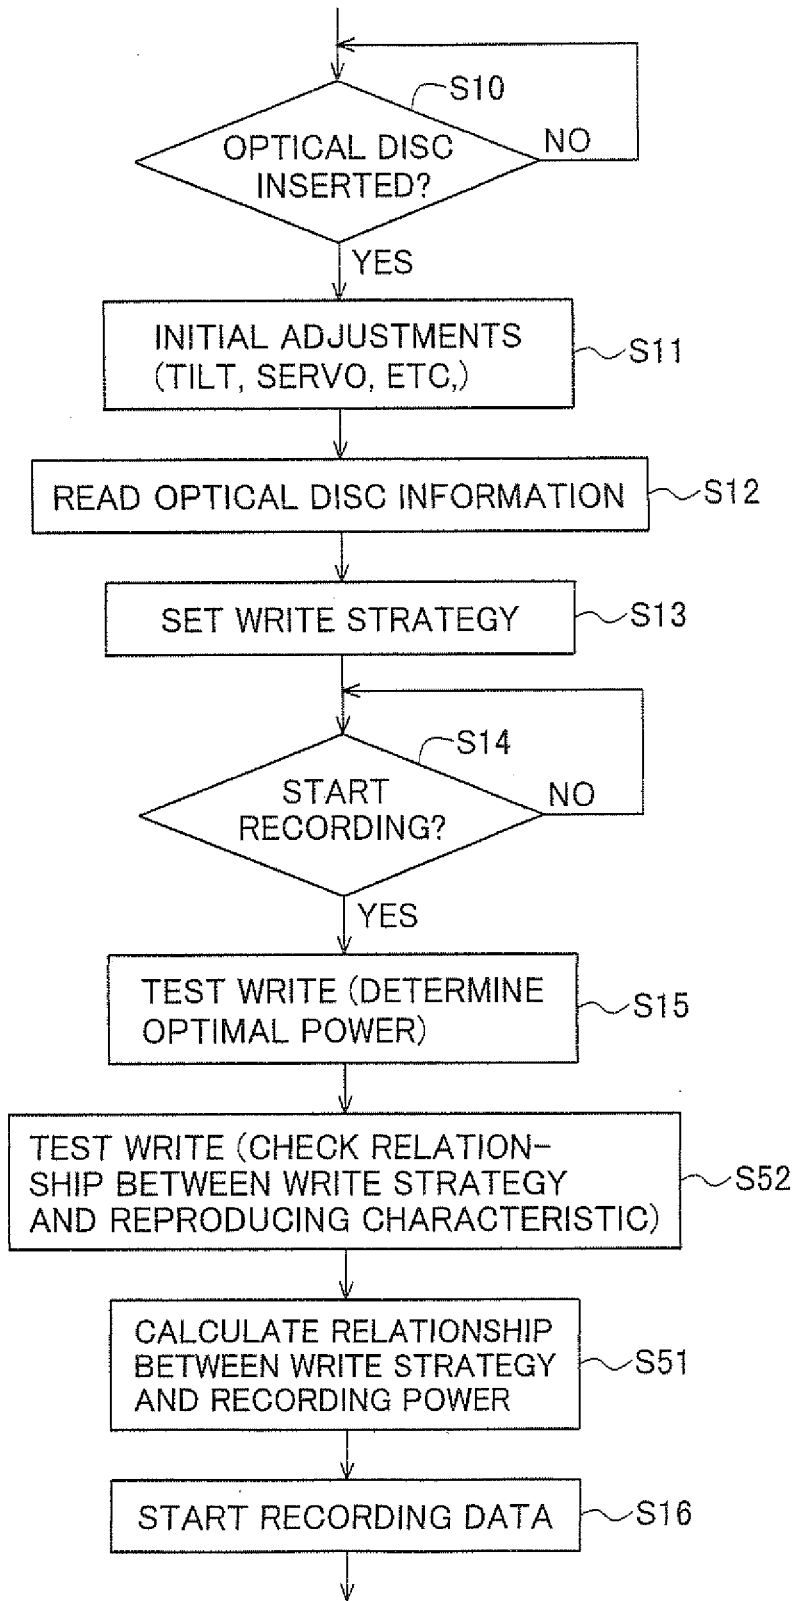 S10
OPTICAL DISC
INSERTED?
NO
YES
INITIAL ADJUSTMENTS
(TILT, SERVO, ETC,)
S11
READ OPTICAL DISC INFORMATION
S12
SET WRITE STRATEGY
S13
S14
START
RECORDING?
NO
YES
TEST WRITE (DETERMINE
OPTIMAL POWER)
S15
TEST WRITE (CHECK RELATION-
SHIP BETWEEN WRITE STRATEGY
AND REPRODUCING CHARACTERISTIC)
S52
CALCULATE RELATIONSHIP
BETWEEN WRITE STRATEGY
AND RECORDING POWER
S51
START RECORDING DATA
S16